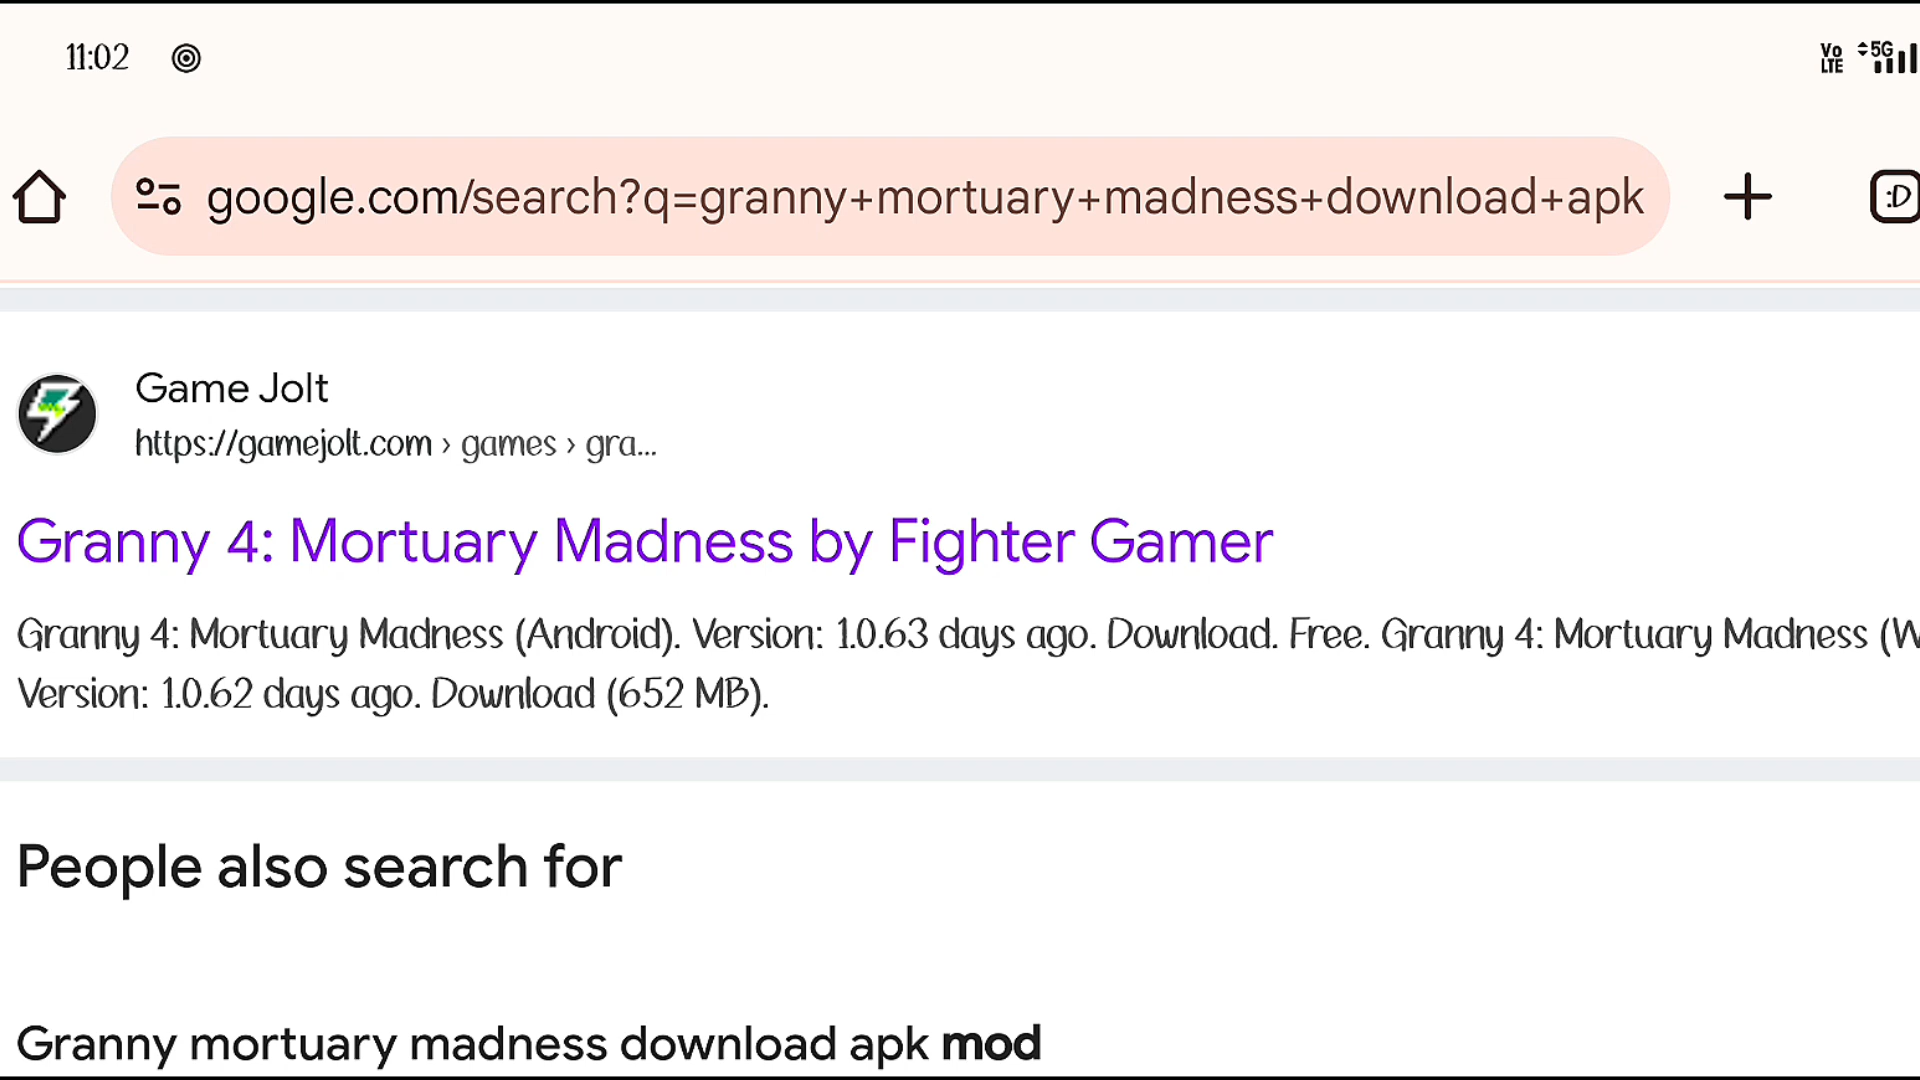 11:02
Vo
LTE
5G
google.com/search?q=granny+mortuary+madness+download+apk
:D
Game Jolt
https://gamejolt.com › games › gra...
Granny 4: Mortuary Madness by Fighter Gamer
Granny 4: Mortuary Madness (Android). Version: 1.0.63 days ago. Download. Free. Granny 4: Mortuary Madness (W
Version: 1.0.62 days ago. Download (652 MB).
People also search for
Granny mortuary madness download apk mod